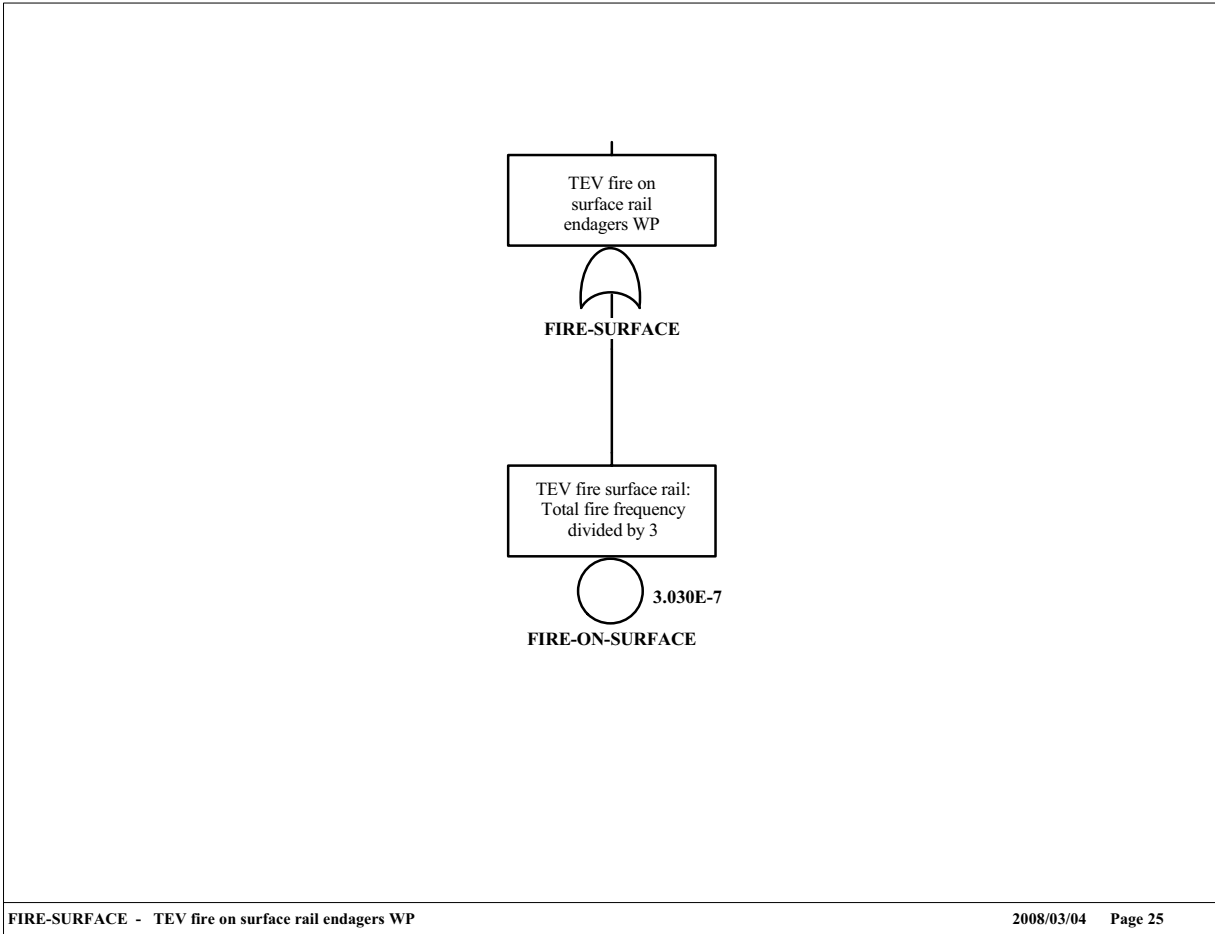 TEV fire on
surface rail
endagers WP
FIRE-SURFACE
TEV fire surface rail:
Total fire frequency
divided by 3
3.030E-7
FIRE-ON-SURFACE
FIRE-SURFACE - TEV fire on surface rail endagers WP 2008/03/04 Page 25